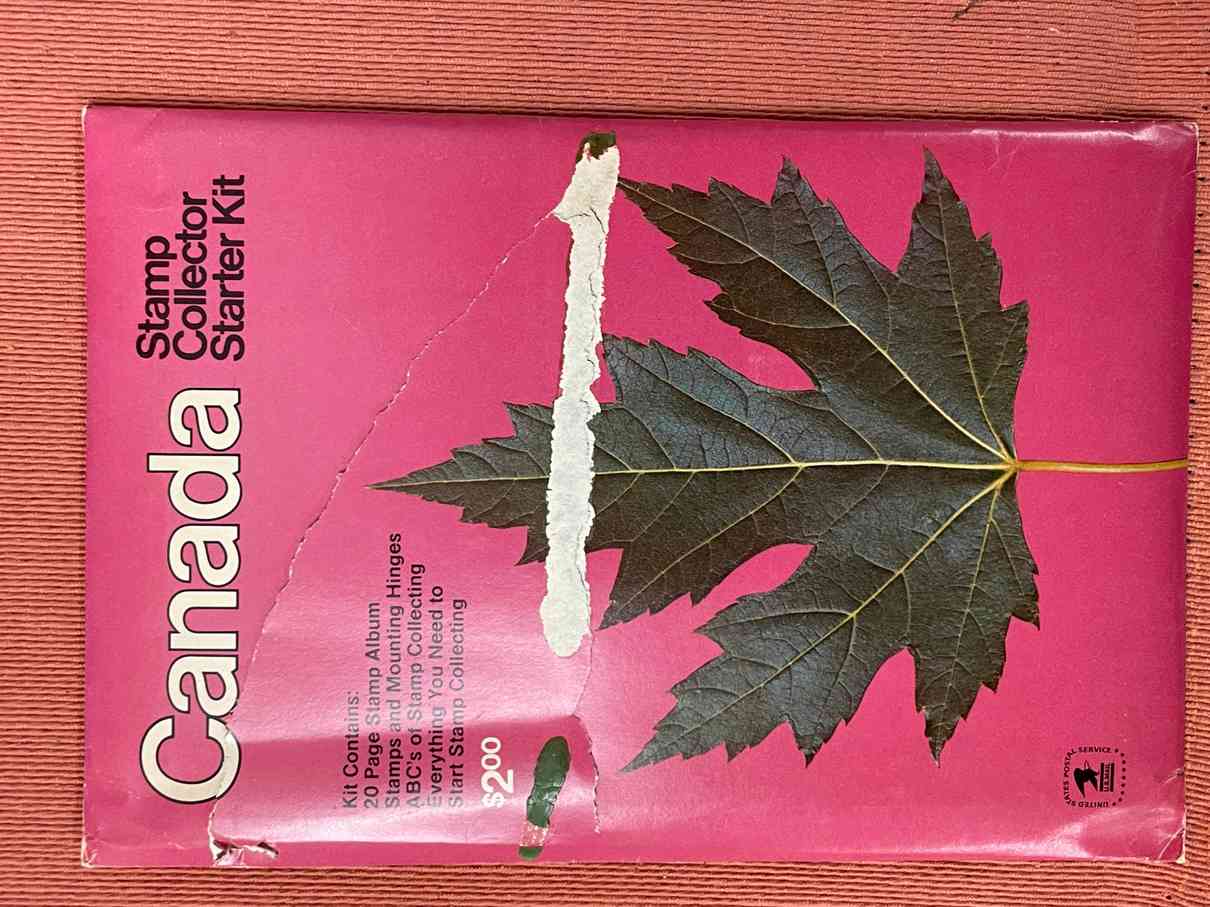 Canada
Stamp
Collector
Starter Kit
Kit Contains:
20 Page Stamp Album
Stamps and Mounting Hinges
ABC's of Stamp Collecting
Everything You Need to
Start Stamp Collecting
$2.00
UNITED STATES POSTAL SERVICE
U.S.MAIL